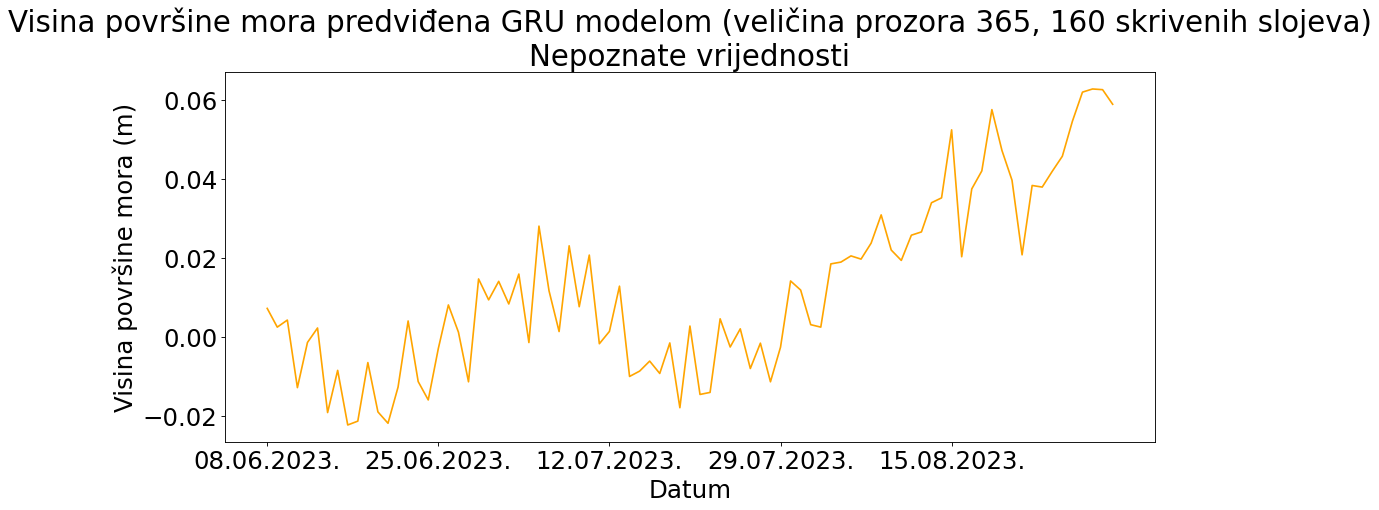 Visina površine mora predviđena GRU modelom (veličina prozora 365, 160 skrivenih slojeva)
Nepoznate vrijednosti
Visina površine mora (m)
0.06
0.04
0.02
0.00
−0.02
08.06.2023. 25.06.2023. 12.07.2023. 29.07.2023. 15.08.2023.
Datum